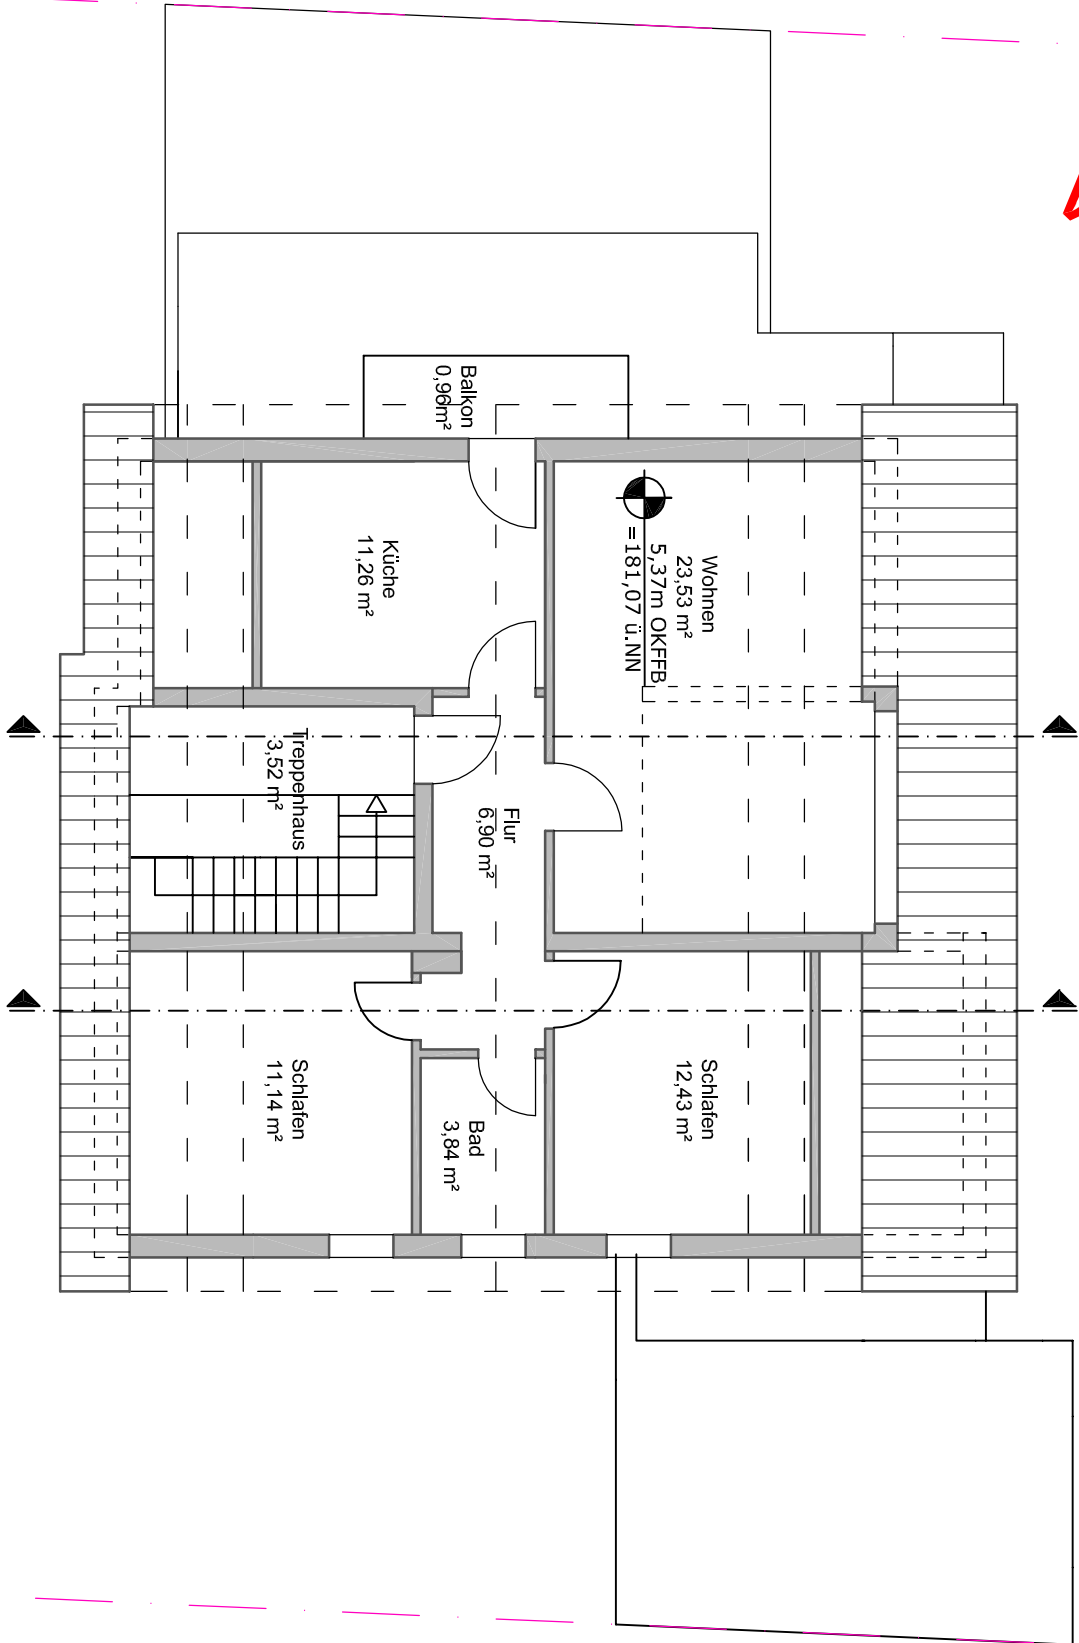 Balkon
0,96m²
Küche
11,26 m²
Wohnen
23,53 m²
5,37m OKFFB
=181,07 ü.NN
Treppenhaus
3,52 m²
Flur
6,90 m²
Schlafen
11,14 m²
Bad
3,84 m²
Schlafen
12,43 m²